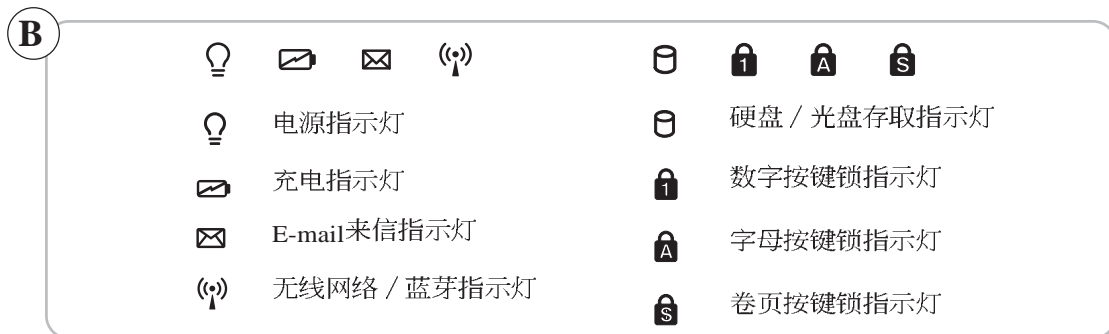 B
1 A S
电源指示灯
充电指示灯
E-mail来信指示灯
无线网络 / 蓝芽指示灯
硬盘 / 光盘存取指示灯
1 数字按键锁指示灯
A 字母按键锁指示灯
S 卷页按键锁指示灯